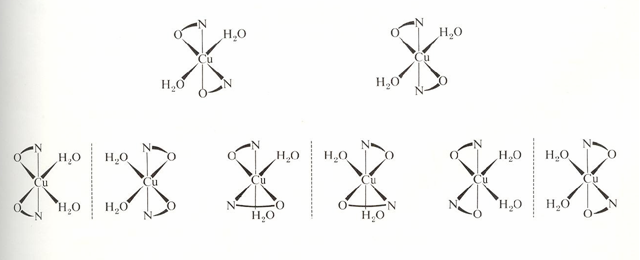 N N
O H₂O O H₂O
Cu Cu
H₂O N H₂O O
O N
N N N N N N
O H₂O H₂O O O H₂O H₂O O O H₂O H₂O O
Cu Cu Cu Cu Cu Cu
O H₂O H₂O O N O O N N H₂O H₂O N
N N H₂O H₂O O O